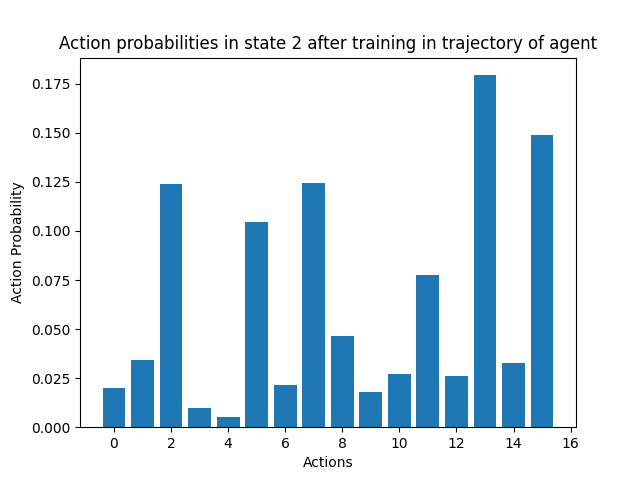 Action probabilities in state 2 after training in trajectory of agent
0.175
0.150
0.125
0.100
0.075
0.050
0.025
0.000
Action Probability
0 2 4 6 8 10 12 14 16
Actions